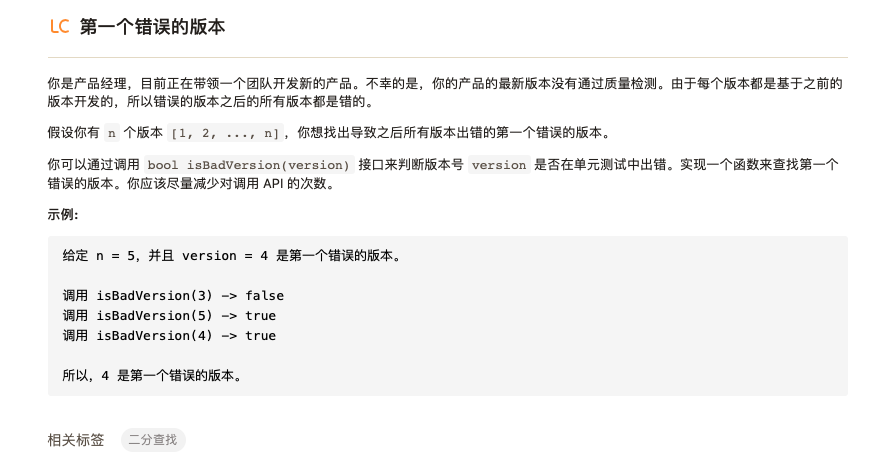 LC 第一个错误的版本
你是产品经理，目前正在带领一个团队开发新的产品。不幸的是，你的产品的最新版本没有通过质量检测。由于每个版本都是基于之前的
版本开发的，所以错误的版本之后的所有版本都是错的。
假设你有 n 个版本 [1, 2, ..., n]，你想找出导致之后所有版本出错的第一个错误的版本。
你可以通过调用 bool isBadVersion(version) 接口来判断版本号 version 是否在单元测试中出错。实现一个函数来查找第一个
错误的版本。你应该尽量减少对调用 API 的次数。
示例:
给定 n = 5，并且 version = 4 是第一个错误的版本。
调用 isBadVersion(3) -> false
调用 isBadVersion(5) -> true
调用 isBadVersion(4) -> true
所以，4 是第一个错误的版本。
相关标签 二分查找